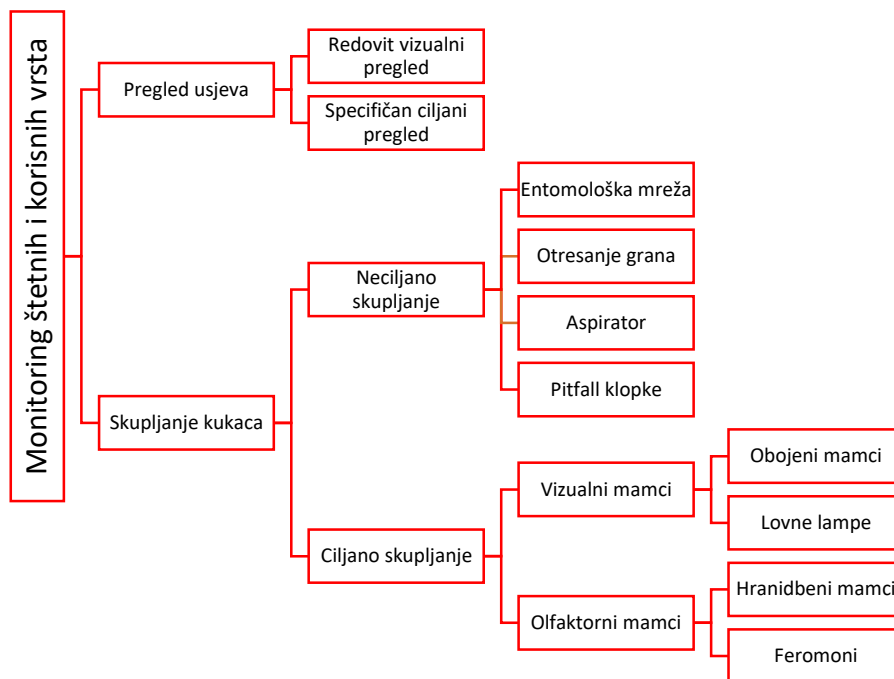 Monitoring štetnih i korisnih vrsta
Pregled usjeva
Redovit vizualni
pregled
Specifičan ciljani
pregled
Skupljanje kukaca
Neciljano
skupljanje
Entomološka mreža
Otresanje grana
Aspirator
Pitfall klopke
Ciljano skupljanje
Vizualni mamci
Obojeni mamci
Lovne lampe
Olfaktorni mamci
Hranidbeni mamci
Feromoni